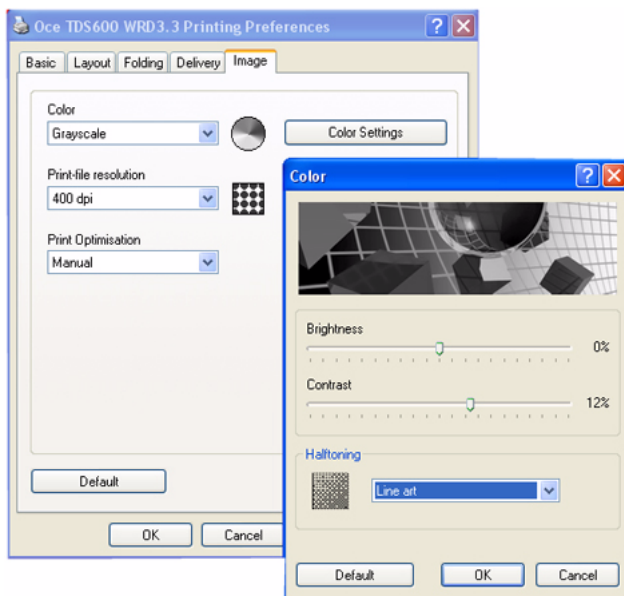 Oce TDS600 WRD3.3 Printing Preferences
Basic Layout Folding Delivery Image
Color
Grayscale
Color Settings
Print-file resolution
400 dpi
Print Optimisation
Manual
Default
OK Cancel
Color
Brightness
0%
Contrast
12%
Halftoning
Line art
Default OK Cancel